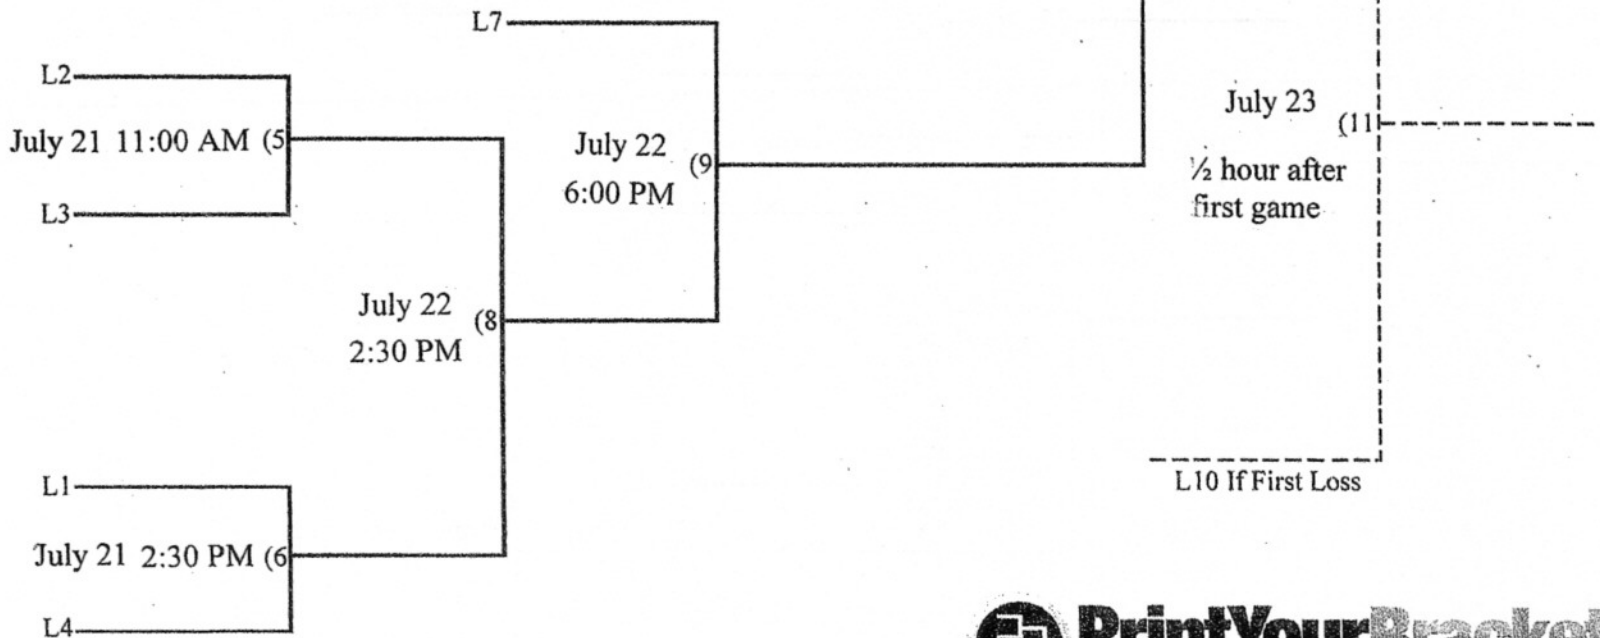 L7
L2
July 21 11:00 AM (5
L3
July 22
6:00 PM
(9
July 23
(11
½ hour after
first game
July 22
2:30 PM
(8
L10 If First Loss
L1
July 21 2:30 PM (6
L4
PrintYourBracket